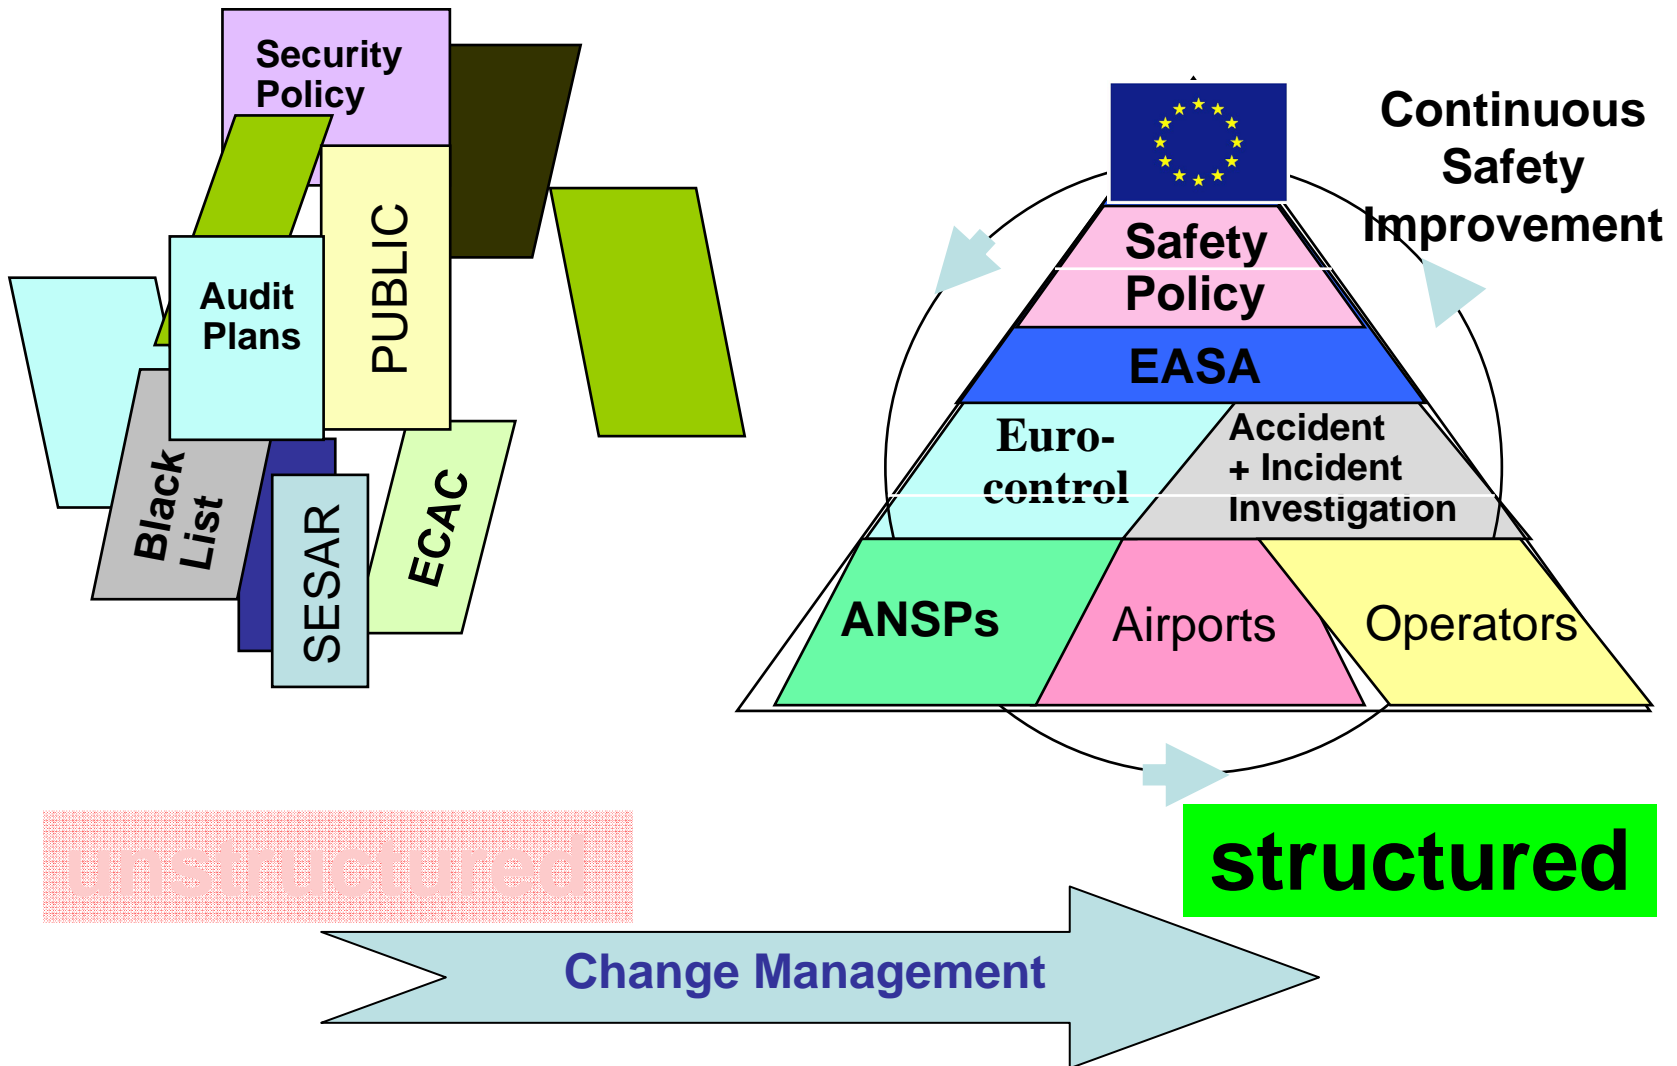 Security
Policy
PUBLIC
Audit
Plans
Black
List
SESAR
ECAC
Continuous
Safety
Improvement
Safety
Policy
EASA
Euro-
control
Accident
+ Incident
Investigation
ANSPs
Airports
Operators
unstructured
structured
Change Management